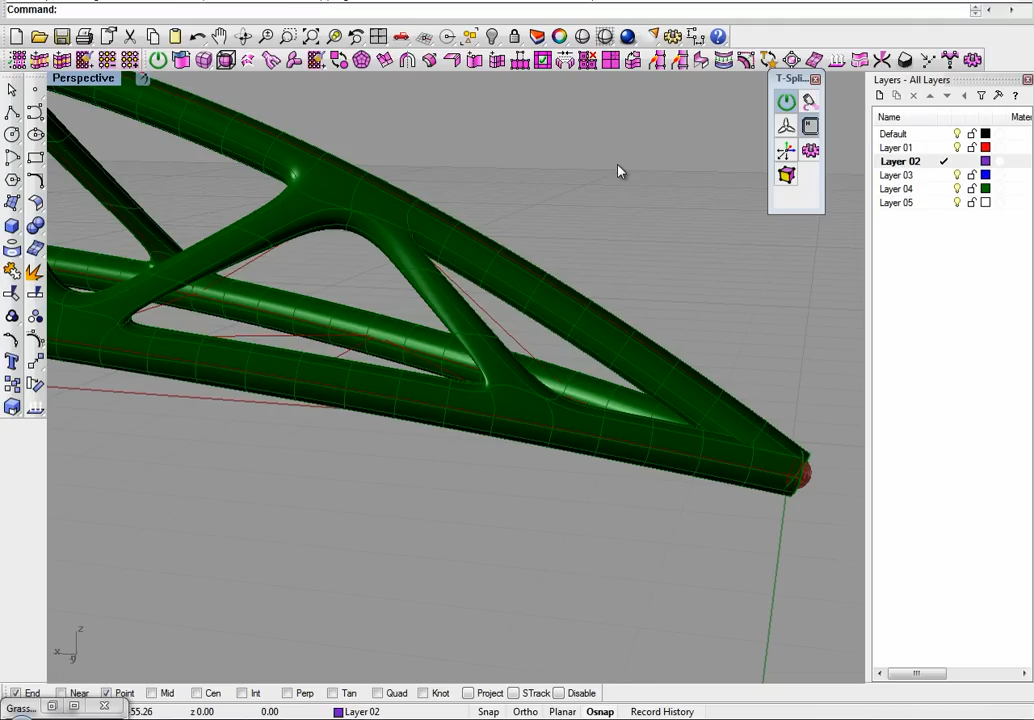 Command:
Perspective
T-Spli...
Layers - All Layers
Name
Mater
Default
Layer 01
Layer 02
Layer 03
Layer 04
Layer 05
z
x
y
End
Near
Point
Mid
Cen
Int
Perp
Tan
Quad
Knot
Project
STrack
Disable
Grass...
55.26
z 0.00
0.00
Layer 02
Snap
Ortho
Planar
Osnap
Record History